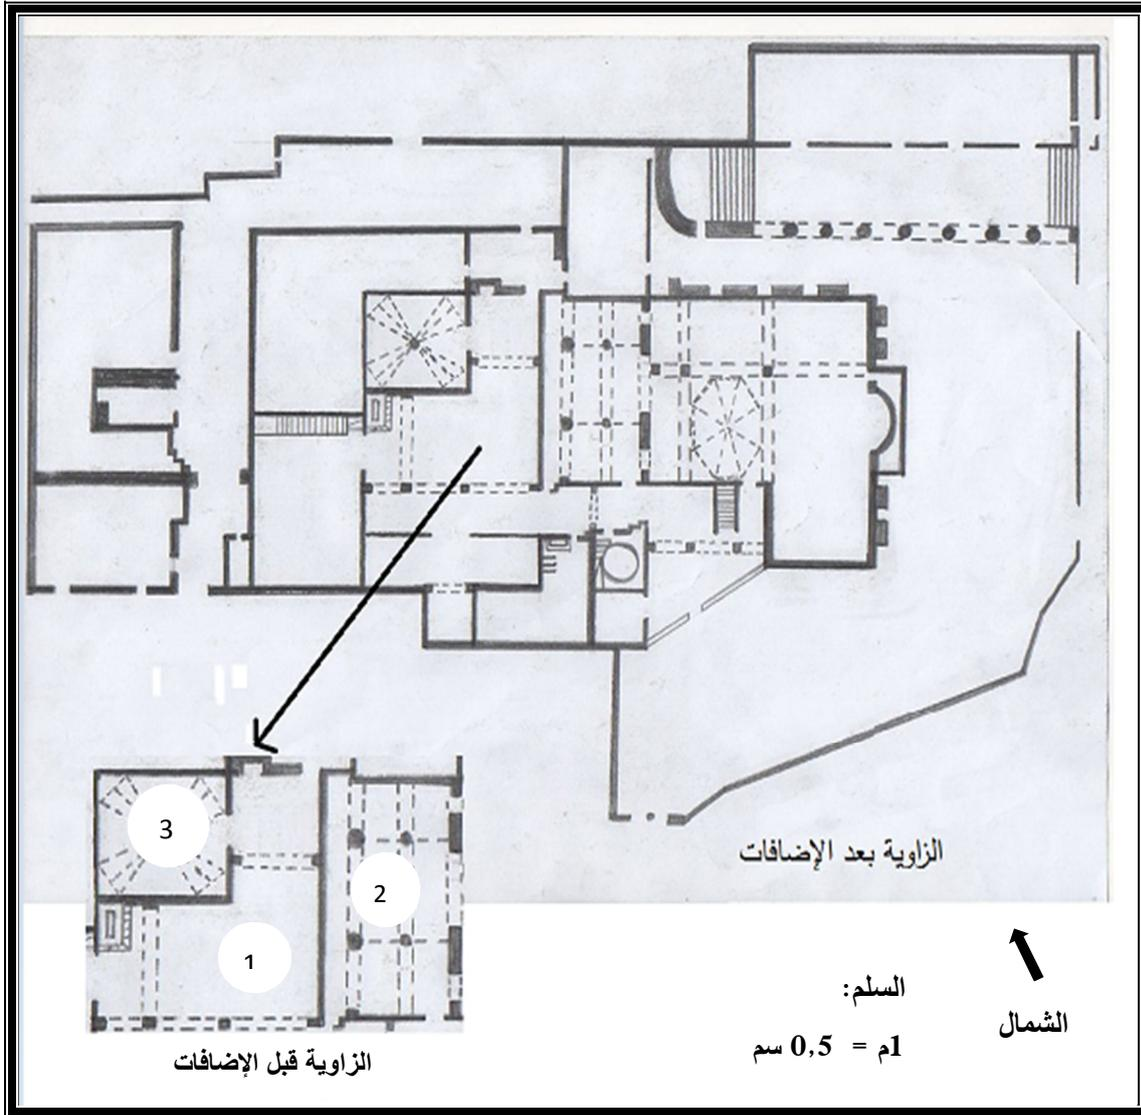 الزاوية بعد الإضافات
3
2
1
الزاوية قبل الإضافات
السلم:
1م = 0,5 سم
الشمال